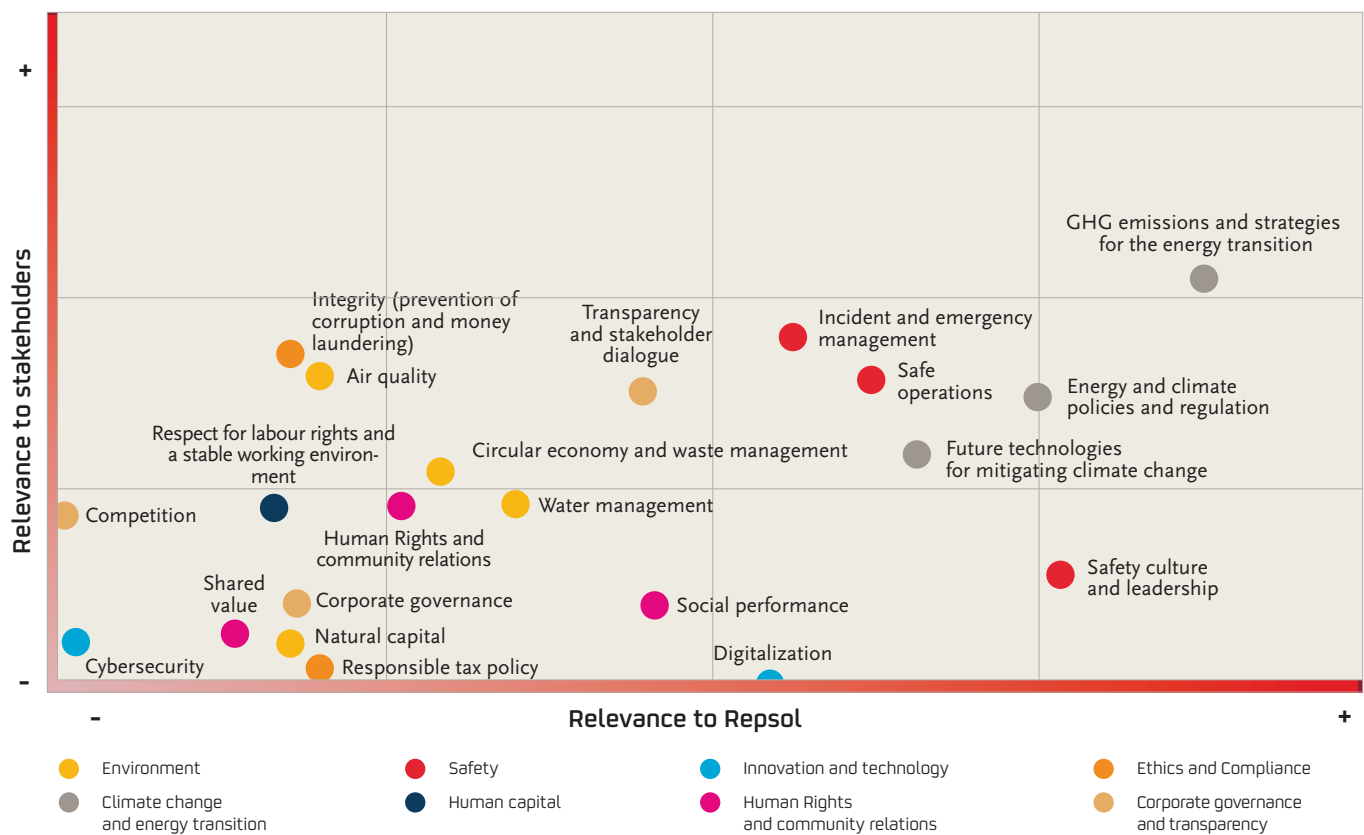 +
Relevance to stakeholders
-
GHG emissions and strategies
for the energy transition
Integrity (prevention of
corruption and money
laundering)
Transparency
and stakeholder
dialogue
Incident and emergency
management
Air quality
Safe
operations
Energy and climate
policies and regulation
Respect for labour rights and
a stable working environ-
ment
Circular economy and waste management
Future technologies
for mitigating climate change
Competition
Water management
Human Rights and
community relations
Safety culture
and leadership
Shared
value
Corporate governance
Social performance
Natural capital
Cybersecurity
Responsible tax policy
Digitalization
-
Relevance to Repsol
+
Environment
Safety
Innovation and technology
Ethics and Compliance
Climate change
and energy transition
Human capital
Human Rights
and community relations
Corporate governance
and transparency